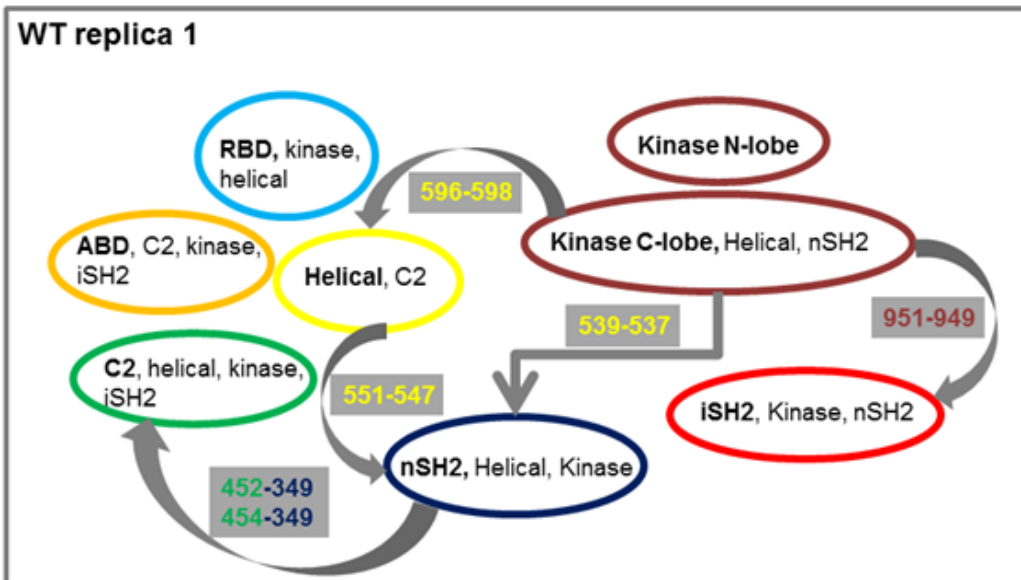 WT replica 1
RBD, kinase,
helical
Kinase N-lobe
596-598
ABD, C2, kinase,
iSH2
Helical, C2
Kinase C-lobe, Helical, nSH2
539-537
951-949
C2, helical, kinase,
iSH2
551-547
iSH2, Kinase, nSH2
nSH2, Helical, Kinase
452-349
454-349